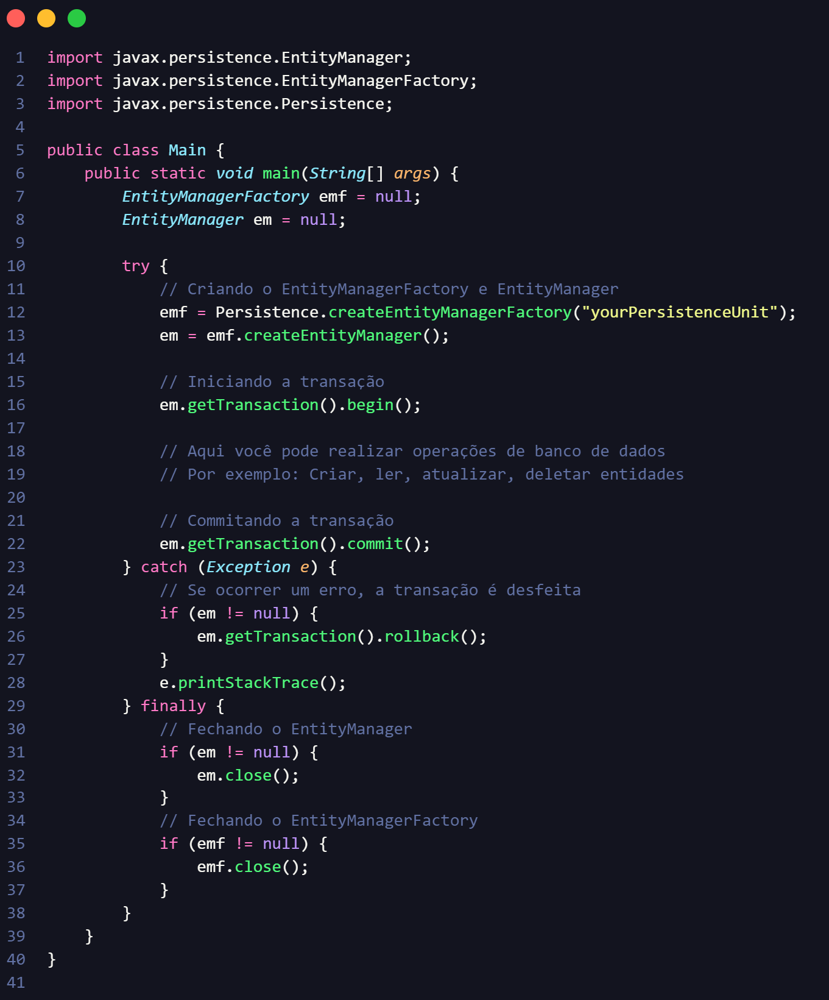 1 import javax.persistence.EntityManager;
2 import javax.persistence.EntityManagerFactory;
3 import javax.persistence.Persistence;
4
5 public class Main {
6     public static void main(String[] args) {
7         EntityManagerFactory emf = null;
8         EntityManager em = null;
9
10         try {
11             // Criando o EntityManagerFactory e EntityManager
12             emf = Persistence.createEntityManagerFactory("yourPersistenceUnit");
13             em = emf.createEntityManager();
14
15             // Iniciando a transação
16             em.getTransaction().begin();
17
18             // Aqui você pode realizar operações de banco de dados
19             // Por exemplo: Criar, ler, atualizar, deletar entidades
20
21             // Commitando a transação
22             em.getTransaction().commit();
23         } catch (Exception e) {
24             // Se ocorrer um erro, a transação é desfeita
25             if (em != null) {
26                 em.getTransaction().rollback();
27             }
28             e.printStackTrace();
29         } finally {
30             // Fechando o EntityManager
31             if (em != null) {
32                 em.close();
33             }
34             // Fechando o EntityManagerFactory
35             if (emf != null) {
36                 emf.close();
37             }
38         }
39     }
40 }
41